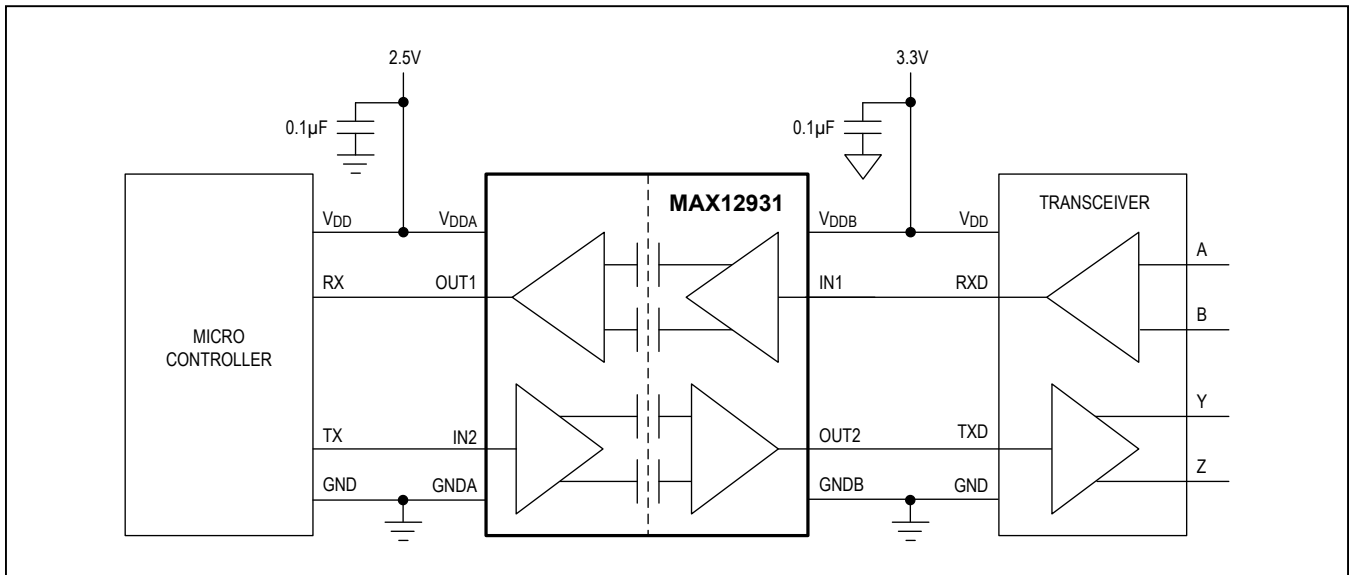 2.5V
3.3V
0.1µF
0.1µF
MAX12931
TRANSCEIVER
VDD
VDDA
VDDB
VDD
A
RX
OUT1
IN1
RXD
B
MICRO
CONTROLLER
Y
TX
IN2
OUT2
TXD
Z
GND
GNDA
GNDB
GND